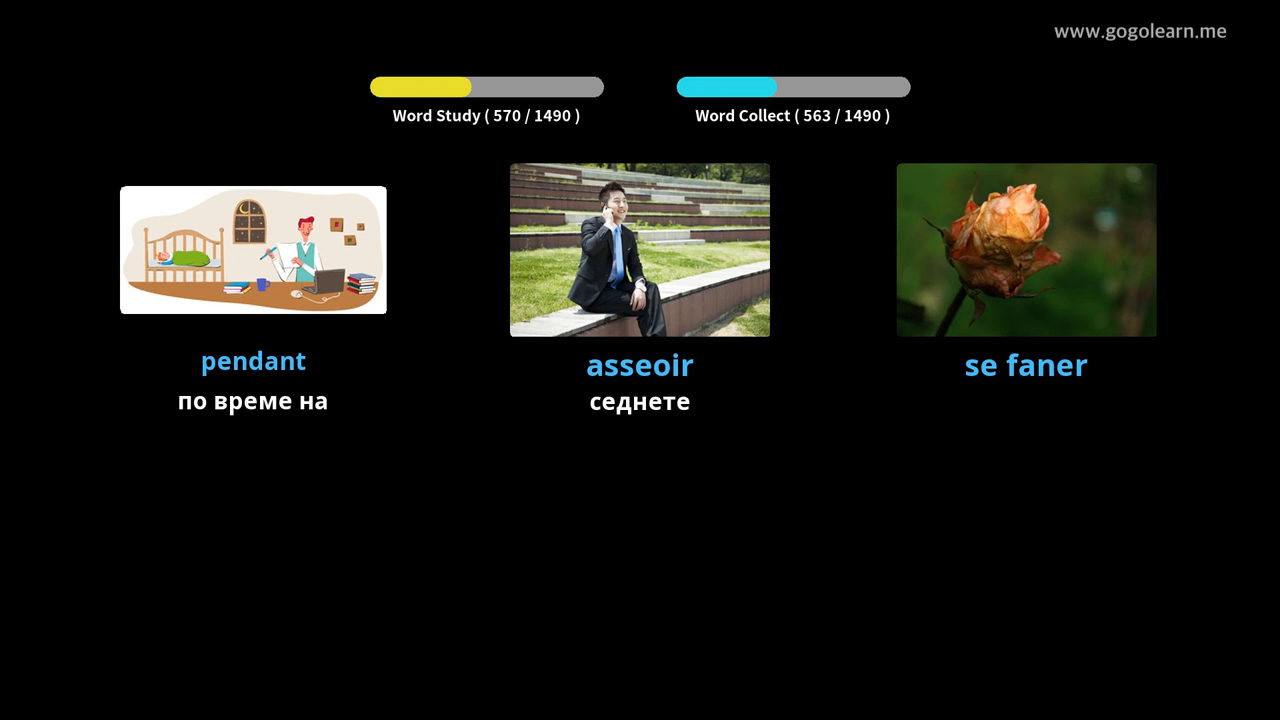 www.gogolearn.me
Word Study ( 570 / 1490 )
Word Collect ( 563 / 1490 )
pendant
по време на
asseoir
седнете
se faner